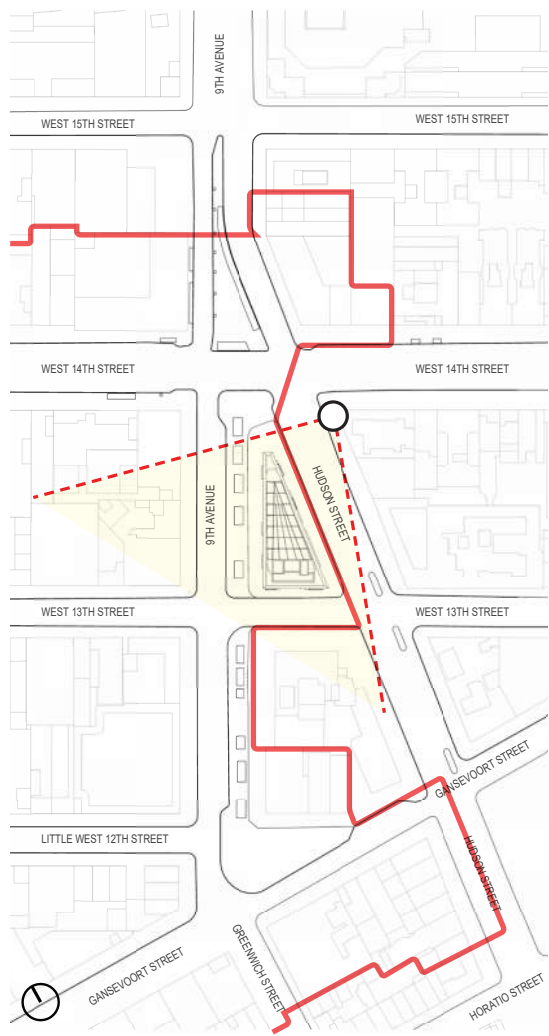 9TH AVENUE
WEST 15TH STREET
WEST 15TH STREET
WEST 14TH STREET
WEST 14TH STREET
HUDSON STREET
9TH AVENUE
WEST 13TH STREET
WEST 13TH STREET
GANSEVOORT STREET
LITTLE WEST 12TH STREET
HUDSON STREET
GREENWICH STREET
GANSEVOORT STREET
HORATIO STREET